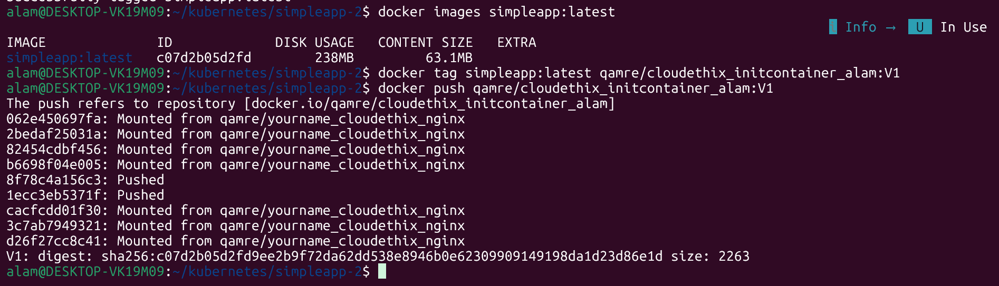 Successfully tagged simpleapp:latest
alam@DESKTOP-VK19M09:~/kubernetes/simpleapp-2$ docker images simpleapp:latest
i Info → U In Use
IMAGE ID DISK USAGE CONTENT SIZE EXTRA
simpleapp:latest c07d2b05d2fd 238MB 63.1MB
alam@DESKTOP-VK19M09:~/kubernetes/simpleapp-2$ docker tag simpleapp:latest qamre/cloudethix_initcontainer_alam:V1
alam@DESKTOP-VK19M09:~/kubernetes/simpleapp-2$ docker push qamre/cloudethix_initcontainer_alam:V1
The push refers to repository [docker.io/qamre/cloudethix_initcontainer_alam]
062e450697fa: Mounted from qamre/yourname_cloudethix_nginx
2bedaf25031a: Mounted from qamre/yourname_cloudethix_nginx
82454cdbf456: Mounted from qamre/yourname_cloudethix_nginx
b6698f04e005: Mounted from qamre/yourname_cloudethix_nginx
8f78c4a156c3: Pushed
1ecc3eb5371f: Pushed
cacfcdd01f30: Mounted from qamre/yourname_cloudethix_nginx
3c7ab7949321: Mounted from qamre/yourname_cloudethix_nginx
d26f27cc8c41: Mounted from qamre/yourname_cloudethix_nginx
V1: digest: sha256:c07d2b05d2fd9ee2b9f72da62dd538e8946b0e62309909149198da1d23d86e1d size: 2263
alam@DESKTOP-VK19M09:~/kubernetes/simpleapp-2$